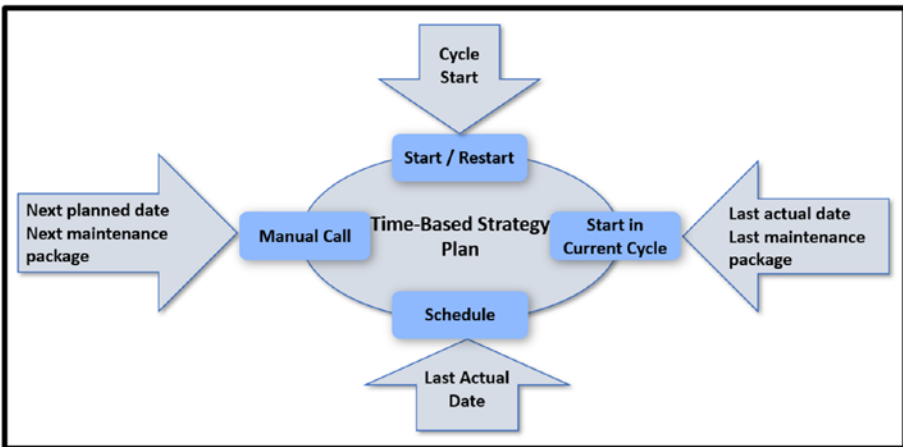 Cycle
Start
Start / Restart
Next planned date
Next maintenance
package
Manual Call
Time-Based Strategy
Plan
Start in
Current Cycle
Last actual date
Last maintenance
package
Schedule
Last Actual
Date